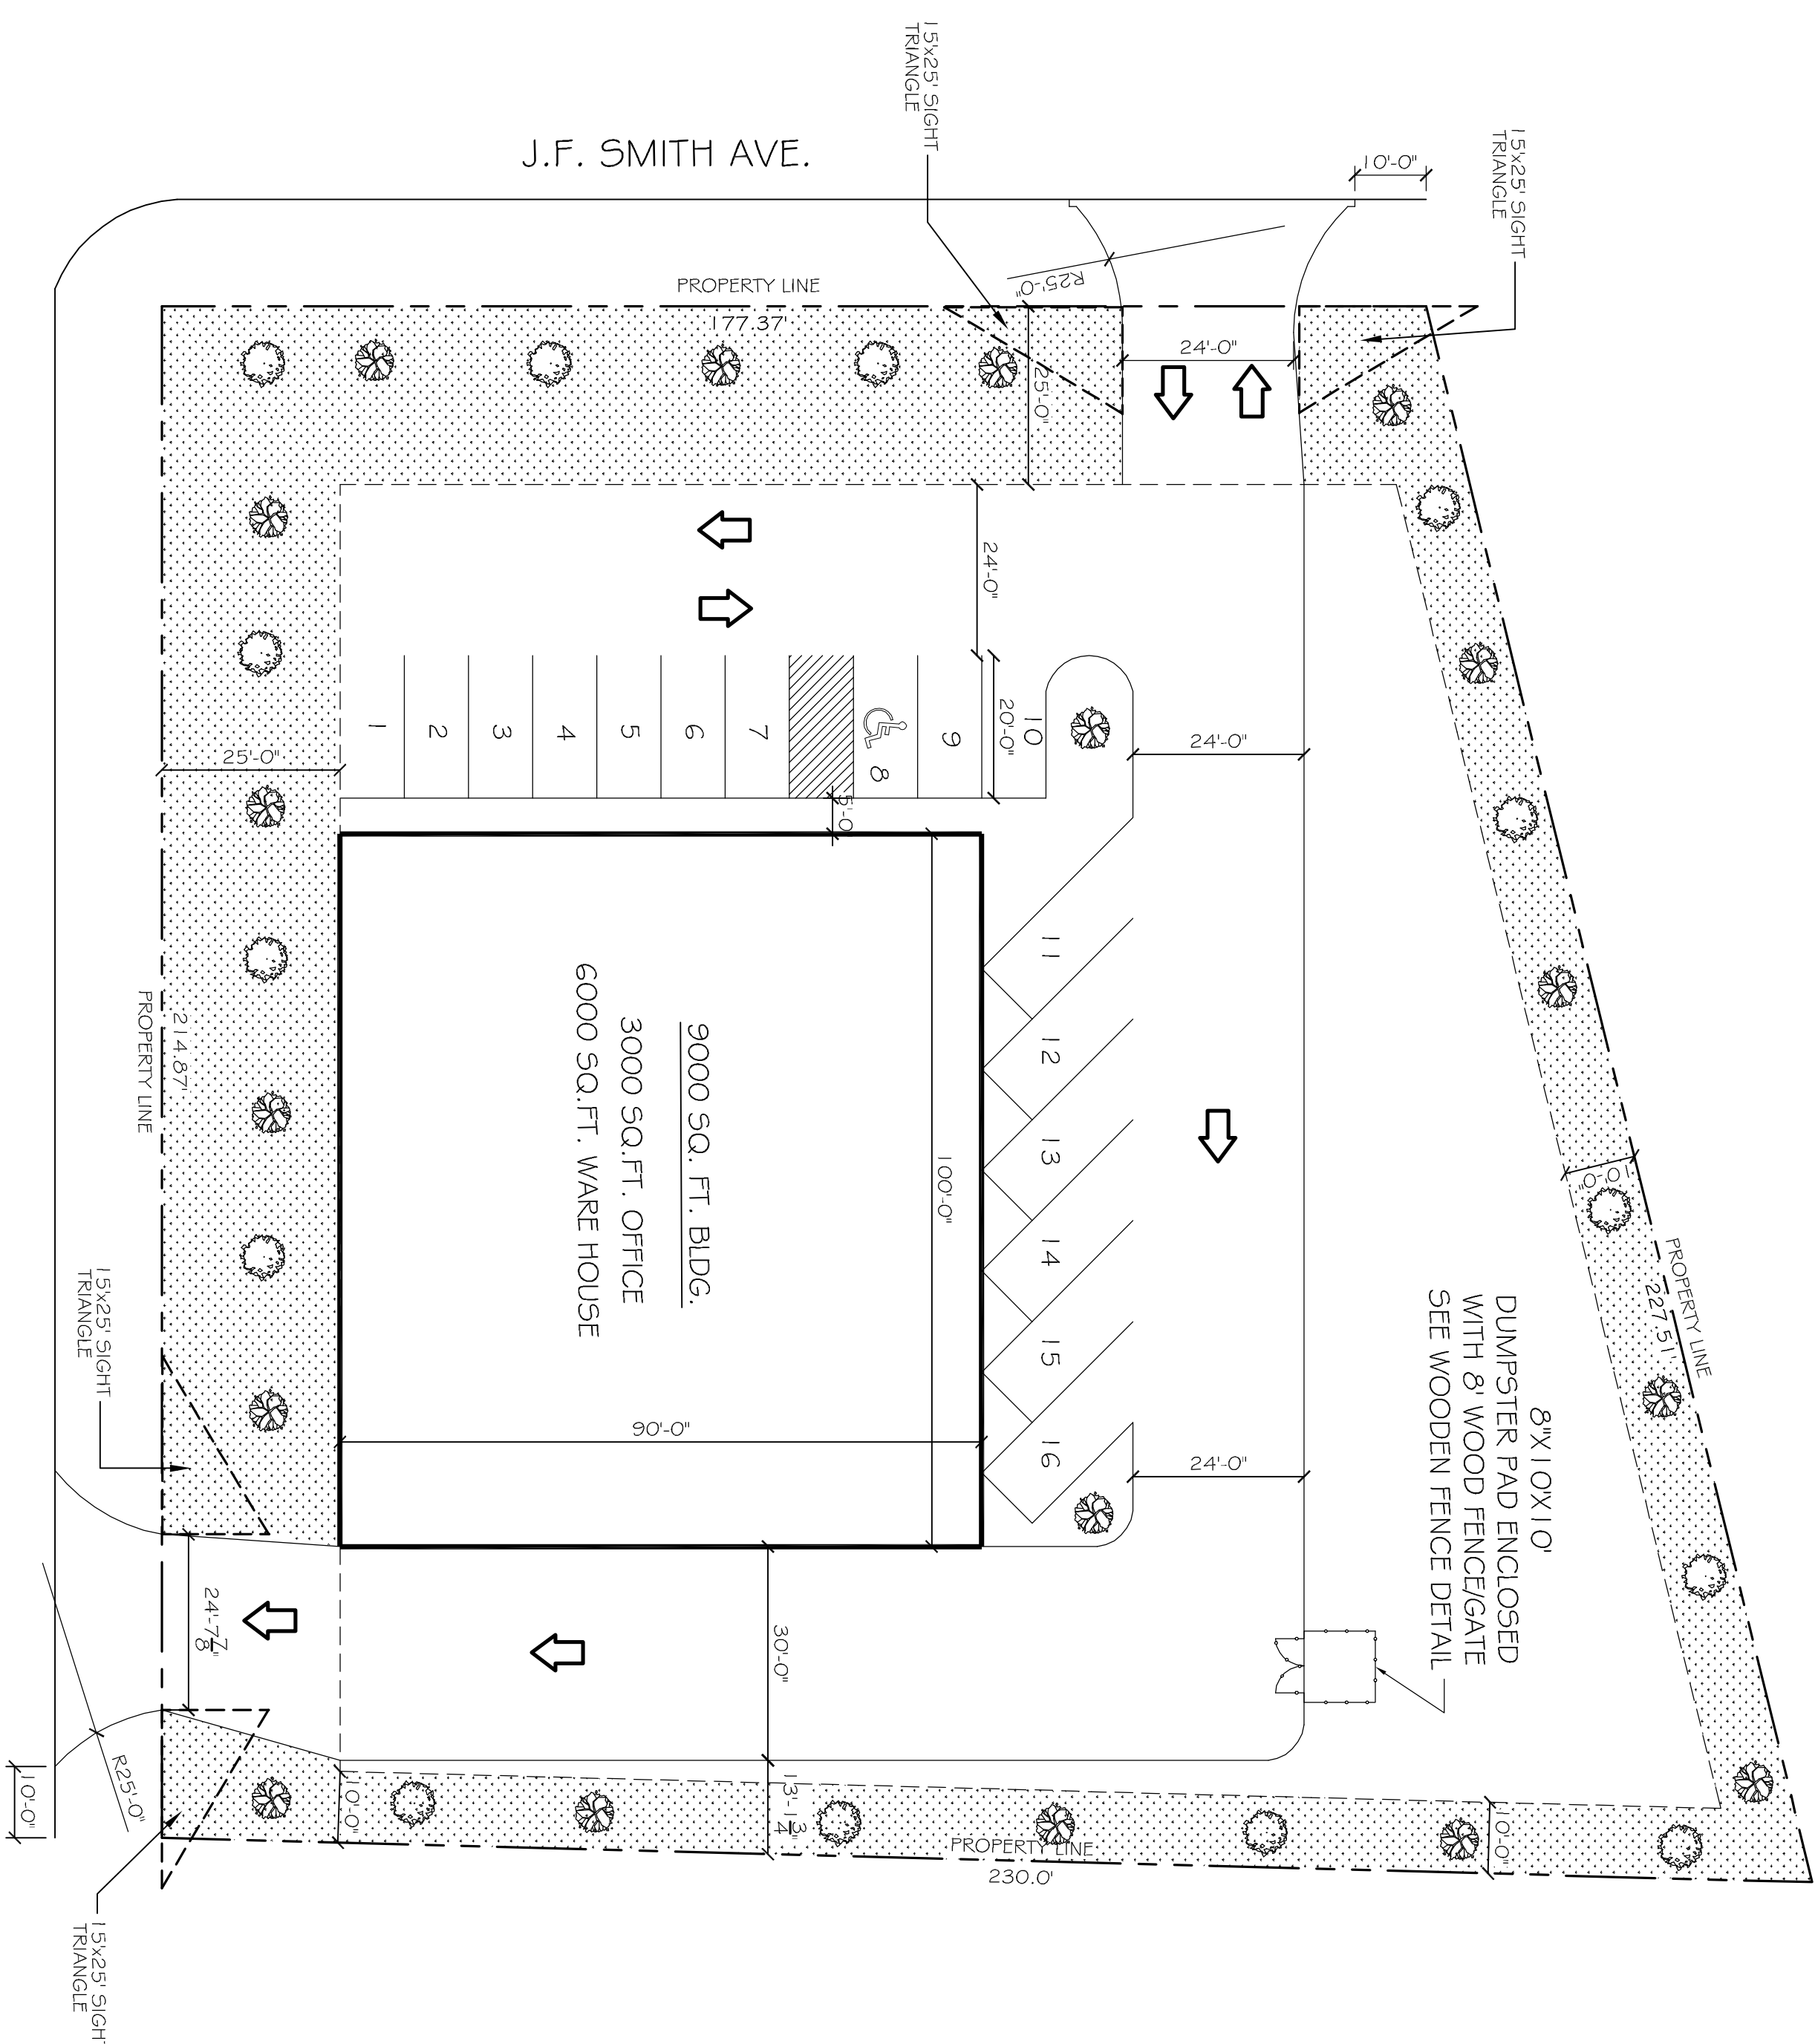 15'x25' SIGHT
TRIANGLE
15'x25' SIGHT
TRIANGLE
J.F. SMITH AVE.
10'-0"
R25'-0"
PROPERTY LINE
177.37'
24'-0"
25'-0"
24'-0"
20'-0"
1
2
3
4
5
6
7
8
9
10
24'-0"
25'-0"
5'-0
11
12
13
14
15
16
9000 SQ. FT. BLDG.
3000 SQ.FT. OFFICE
6000 SQ.FT. WARE HOUSE
100'-0"
90'-0"
24'-0"
10'-0"
PROPERTY LINE
227.51'
8"X10'X10'
DUMPSTER PAD ENCLOSED
WITH 8' WOOD FENCE/GATE
SEE WOODEN FENCE DETAIL
214.87'
PROPERTY LINE
15'x25' SIGHT
TRIANGLE
24'-7 7/8"
30'-0"
R25'-0"
10'-0"
10'-0"
13'-1 3/4"
PROPERTY LINE
230.0'
10'-0"
15'x25' SIGHT
TRIANGLE